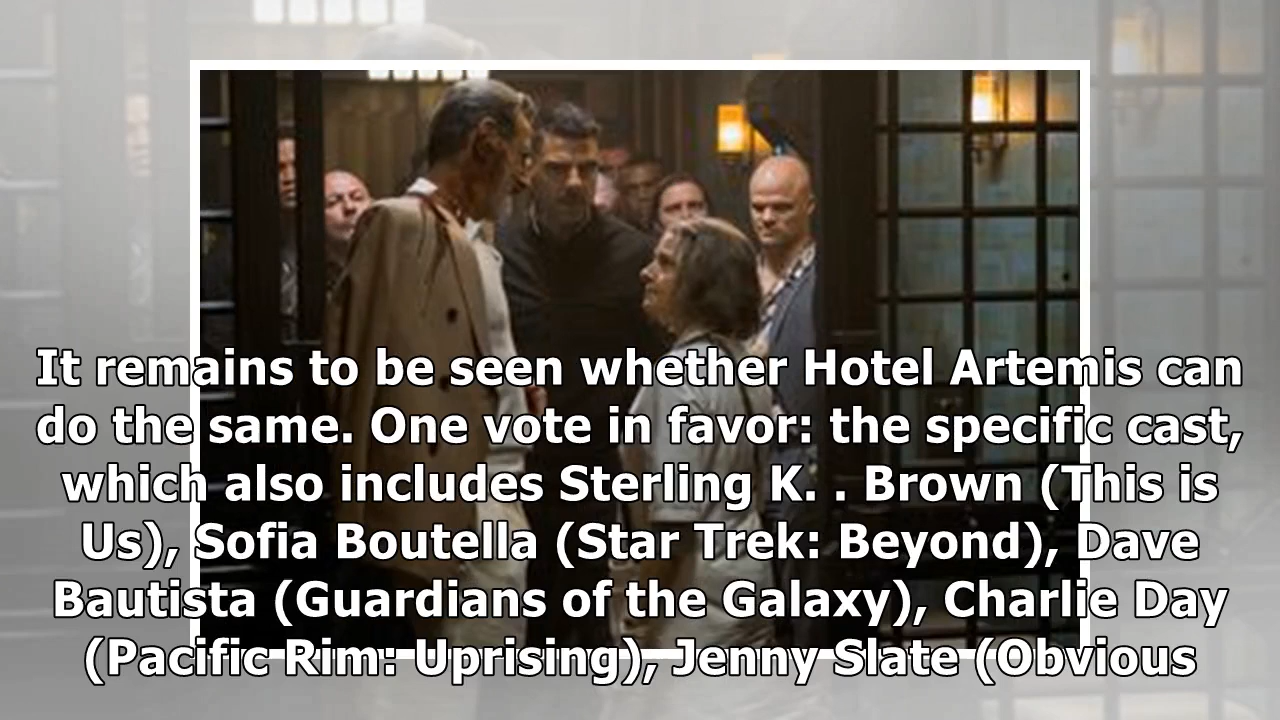 It remains to be seen whether Hotel Artemis can
do the same. One vote in favor: the specific cast,
which also includes Sterling K. . Brown (This is
Us), Sofia Boutella (Star Trek: Beyond), Dave
Bautista (Guardians of the Galaxy), Charlie Day
(Pacific Rim: Uprising), Jenny Slate (Obvious